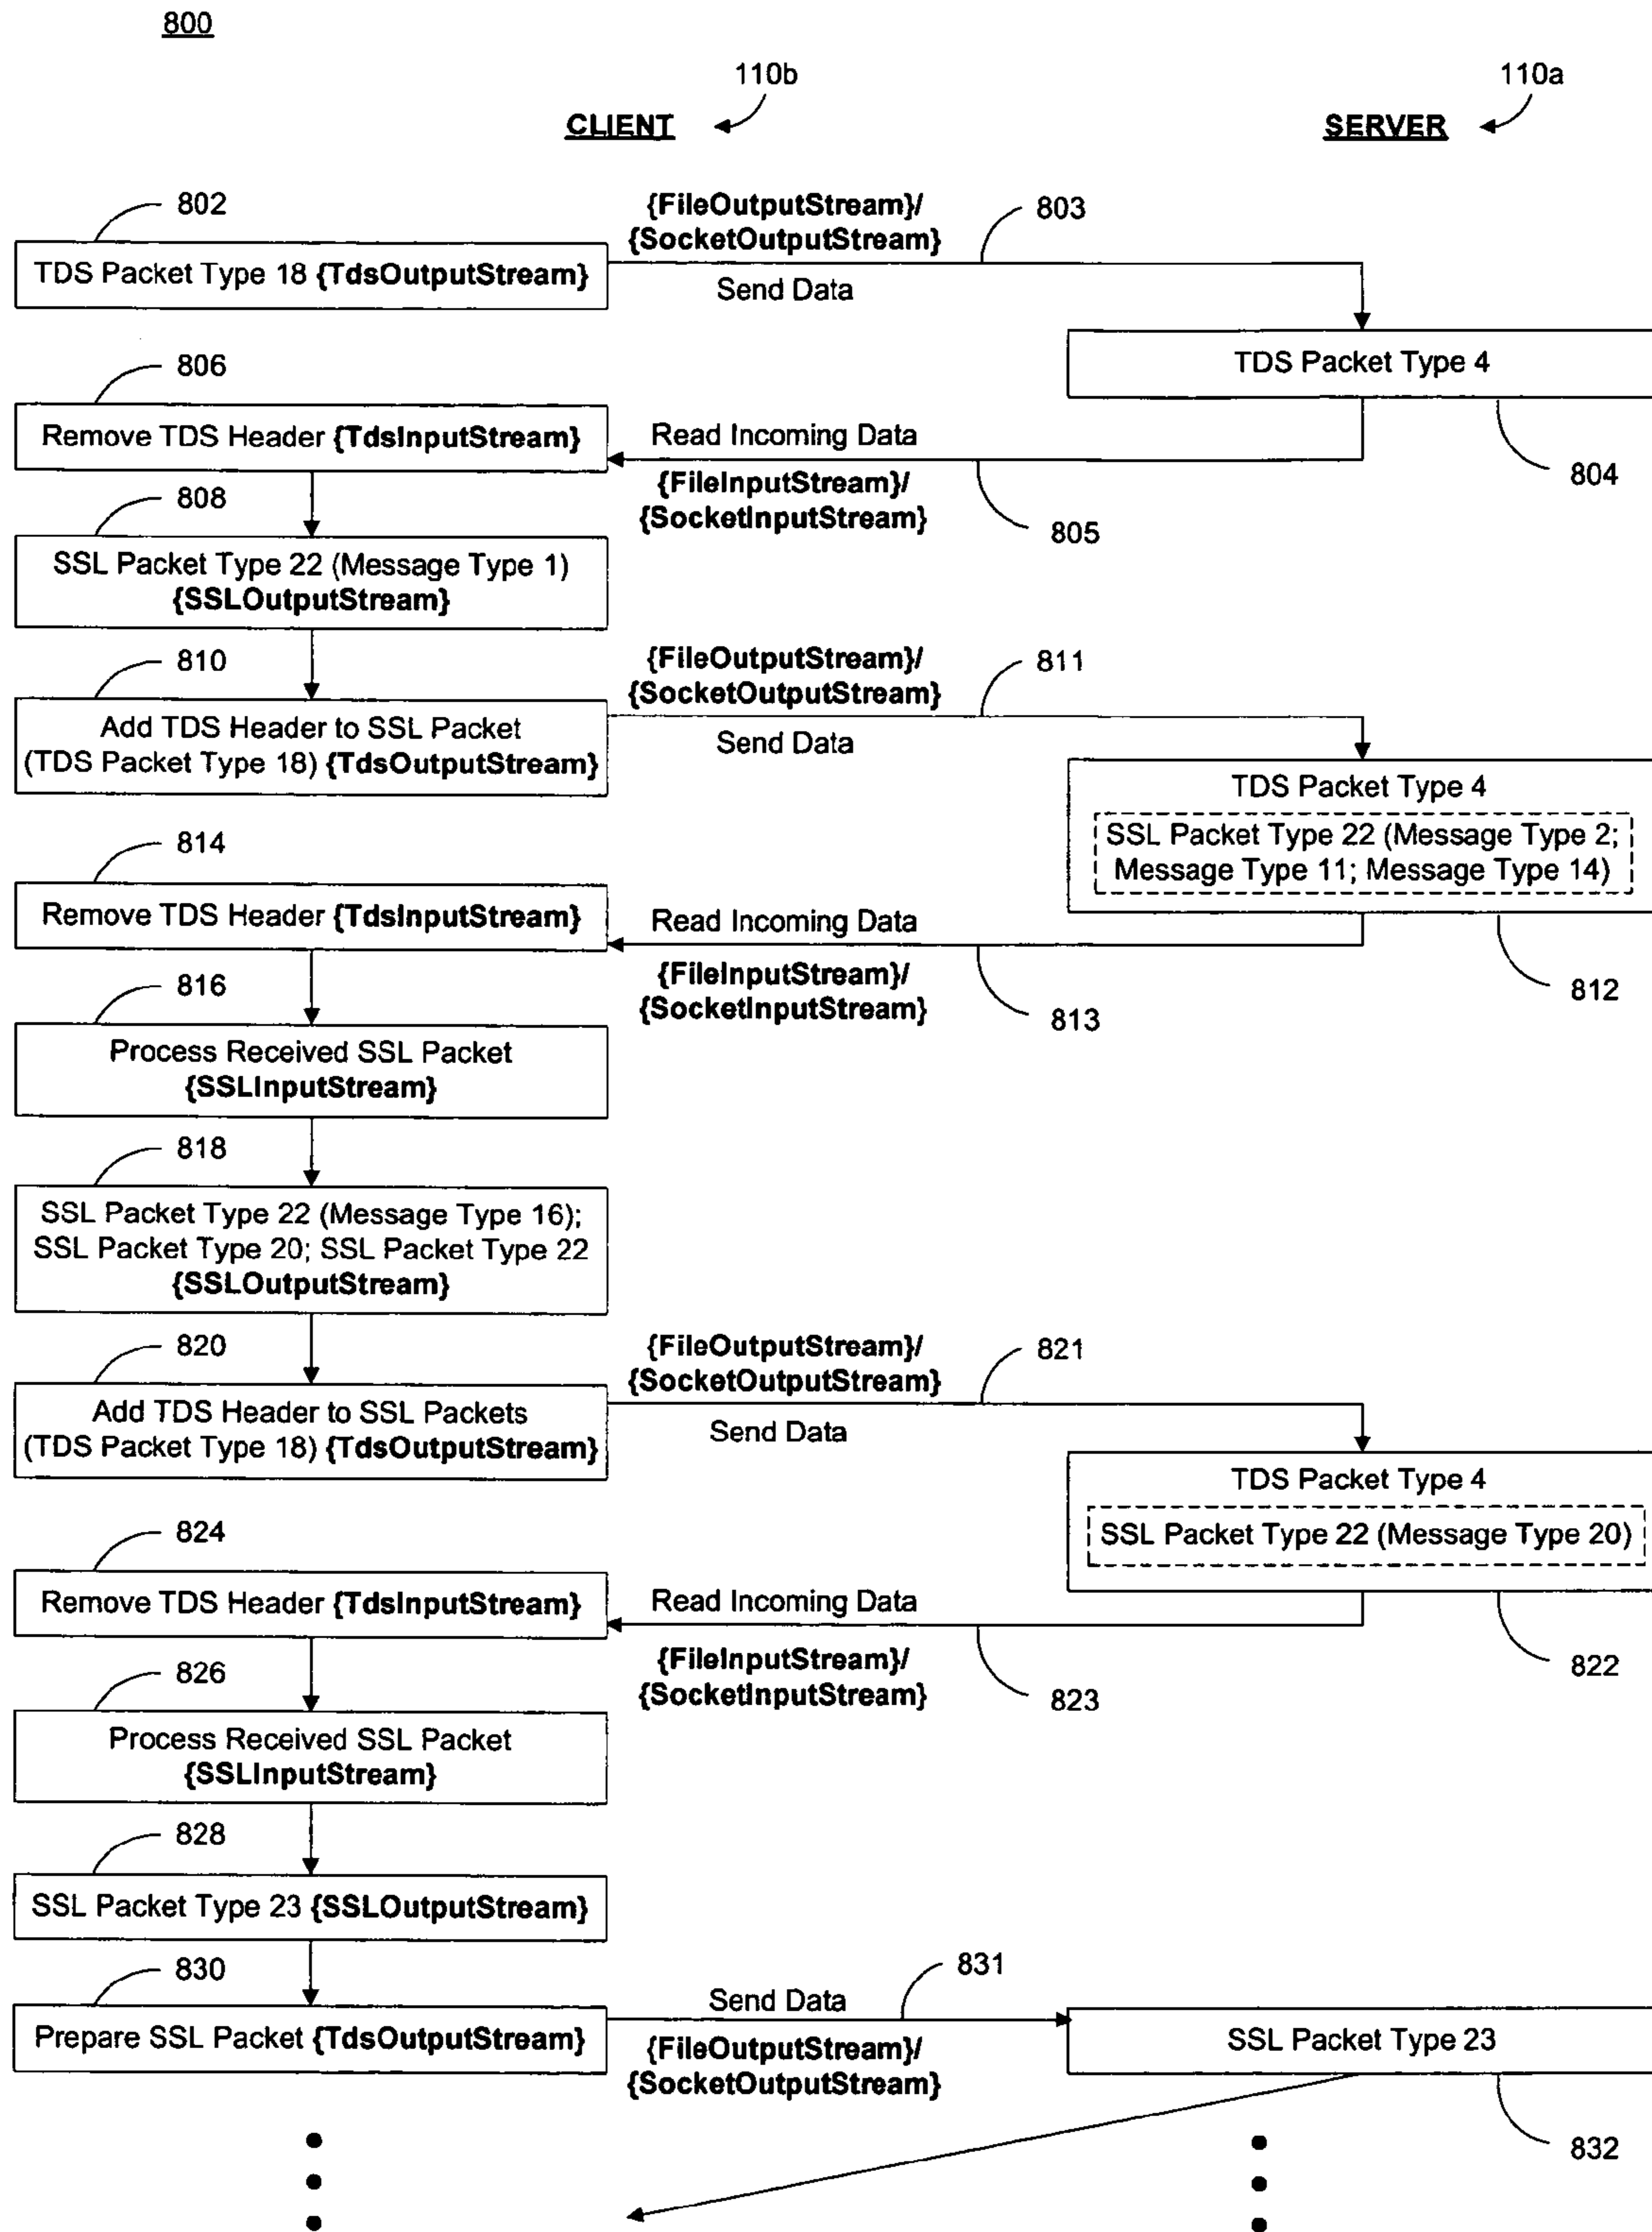 800
110b
110a
CLIENT
SERVER
802
{FileOutputStream}/
{SocketOutputStream}
803
TDS Packet Type 18 {TdsOutputStream}
Send Data
TDS Packet Type 4
804
806
Remove TDS Header {TdsInputStream}
Read Incoming Data
{FileInputStream}/
{SocketInputStream}
805
808
SSL Packet Type 22 (Message Type 1)
{SSLOutputStream}
810
{FileOutputStream}/
{SocketOutputStream}
811
Add TDS Header to SSL Packet
(TDS Packet Type 18) {TdsOutputStream}
Send Data
TDS Packet Type 4
SSL Packet Type 22 (Message Type 2;
Message Type 11; Message Type 14)
812
814
Remove TDS Header {TdsInputStream}
Read Incoming Data
{FileInputStream}/
{SocketInputStream}
813
816
Process Received SSL Packet
{SSLInputStream}
818
SSL Packet Type 22 (Message Type 16);
SSL Packet Type 20; SSL Packet Type 22
{SSLOutputStream}
820
{FileOutputStream}/
{SocketOutputStream}
821
Add TDS Header to SSL Packets
(TDS Packet Type 18) {TdsOutputStream}
Send Data
TDS Packet Type 4
SSL Packet Type 22 (Message Type 20)
822
824
Remove TDS Header {TdsInputStream}
Read Incoming Data
{FileInputStream}/
{SocketInputStream}
823
826
Process Received SSL Packet
{SSLInputStream}
828
SSL Packet Type 23 {SSLOutputStream}
830
831
Prepare SSL Packet {TdsOutputStream}
Send Data
{FileOutputStream}/
{SocketOutputStream}
SSL Packet Type 23
832